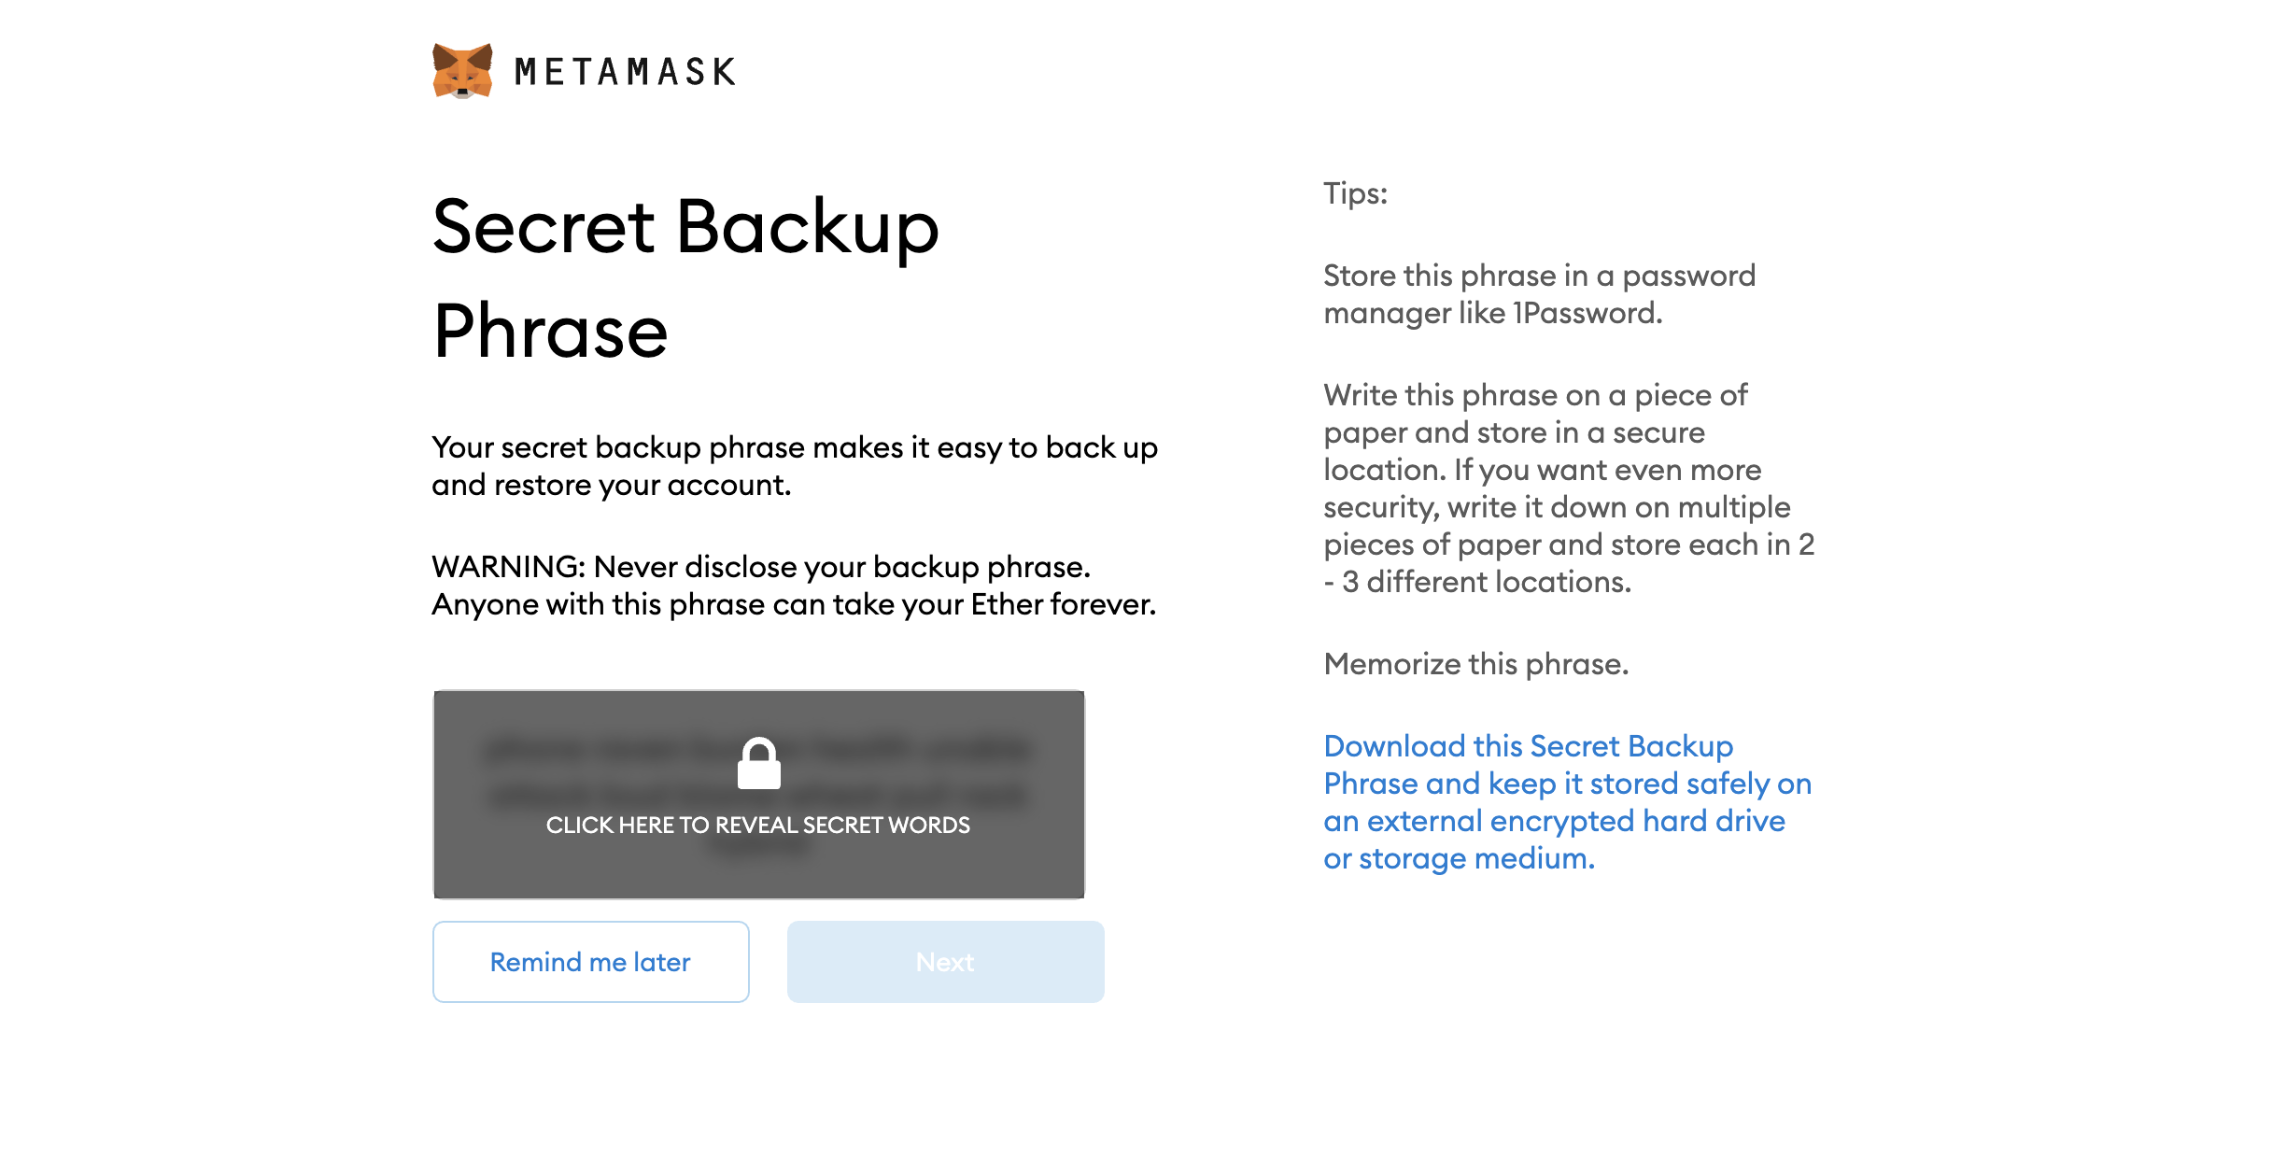 METAMASK
Secret Backup
Phrase
Your secret backup phrase makes it easy to back up
and restore your account.
WARNING: Never disclose your backup phrase.
Anyone with this phrase can take your Ether forever.
CLICK HERE TO REVEAL SECRET WORDS
Remind me later
Next
Tips:
Store this phrase in a password
manager like 1Password.
Write this phrase on a piece of
paper and store in a secure
location. If you want even more
security, write it down on multiple
pieces of paper and store each in 2
- 3 different locations.
Memorize this phrase.
Download this Secret Backup
Phrase and keep it stored safely on
an external encrypted hard drive
or storage medium.